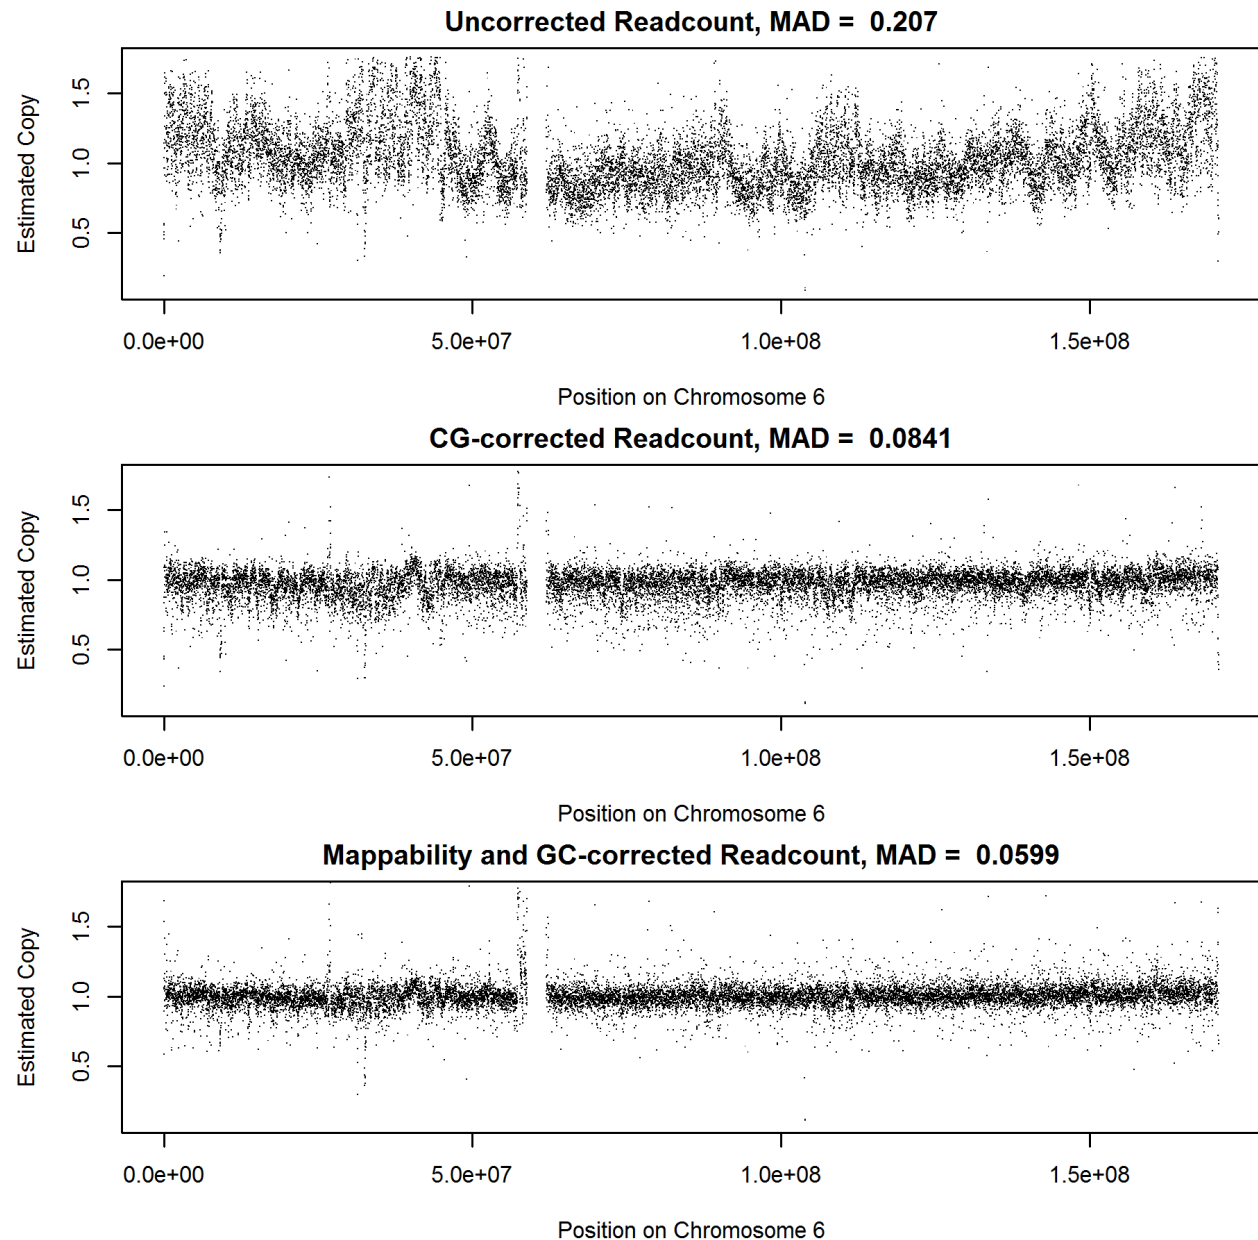 Uncorrected Readcount, MAD =  0.207
Estimated Copy
1.5
1.0
0.5
0.0e+00 5.0e+07 1.0e+08 1.5e+08
Position on Chromosome 6
CG-corrected Readcount, MAD =  0.0841
Estimated Copy
1.5
1.0
0.5
0.0e+00 5.0e+07 1.0e+08 1.5e+08
Position on Chromosome 6
Mappability and GC-corrected Readcount, MAD =  0.0599
Estimated Copy
1.5
1.0
0.5
0.0e+00 5.0e+07 1.0e+08 1.5e+08
Position on Chromosome 6